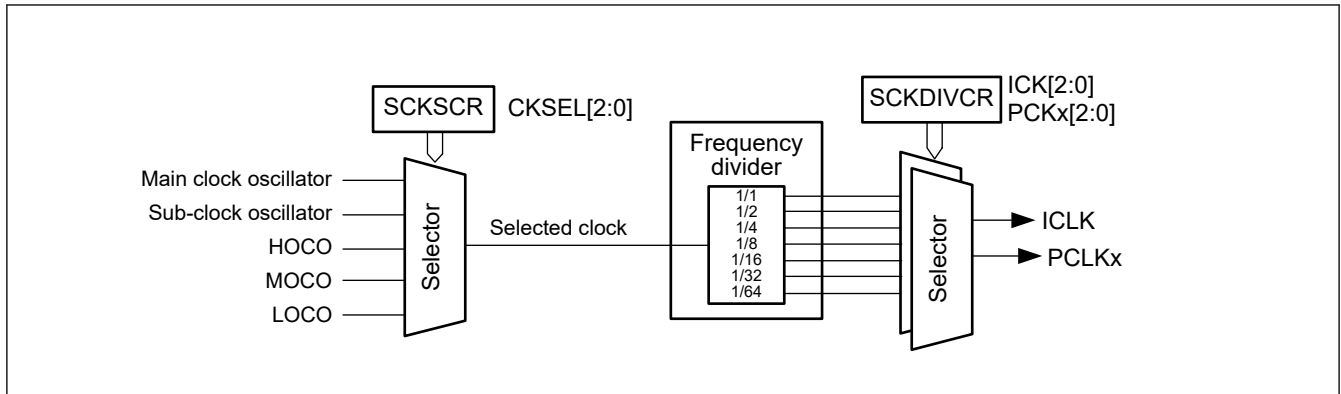 SCKSCR
CKSEL[2:0]
SCKDIVCR
ICK[2:0]
PCKx[2:0]
Main clock oscillator
Sub-clock oscillator
HOCO
MOCO
LOCO
Selector
Selected clock
Frequency
divider
1/1
1/2
1/4
1/8
1/16
1/32
1/64
Selector
ICLK
PCLKx